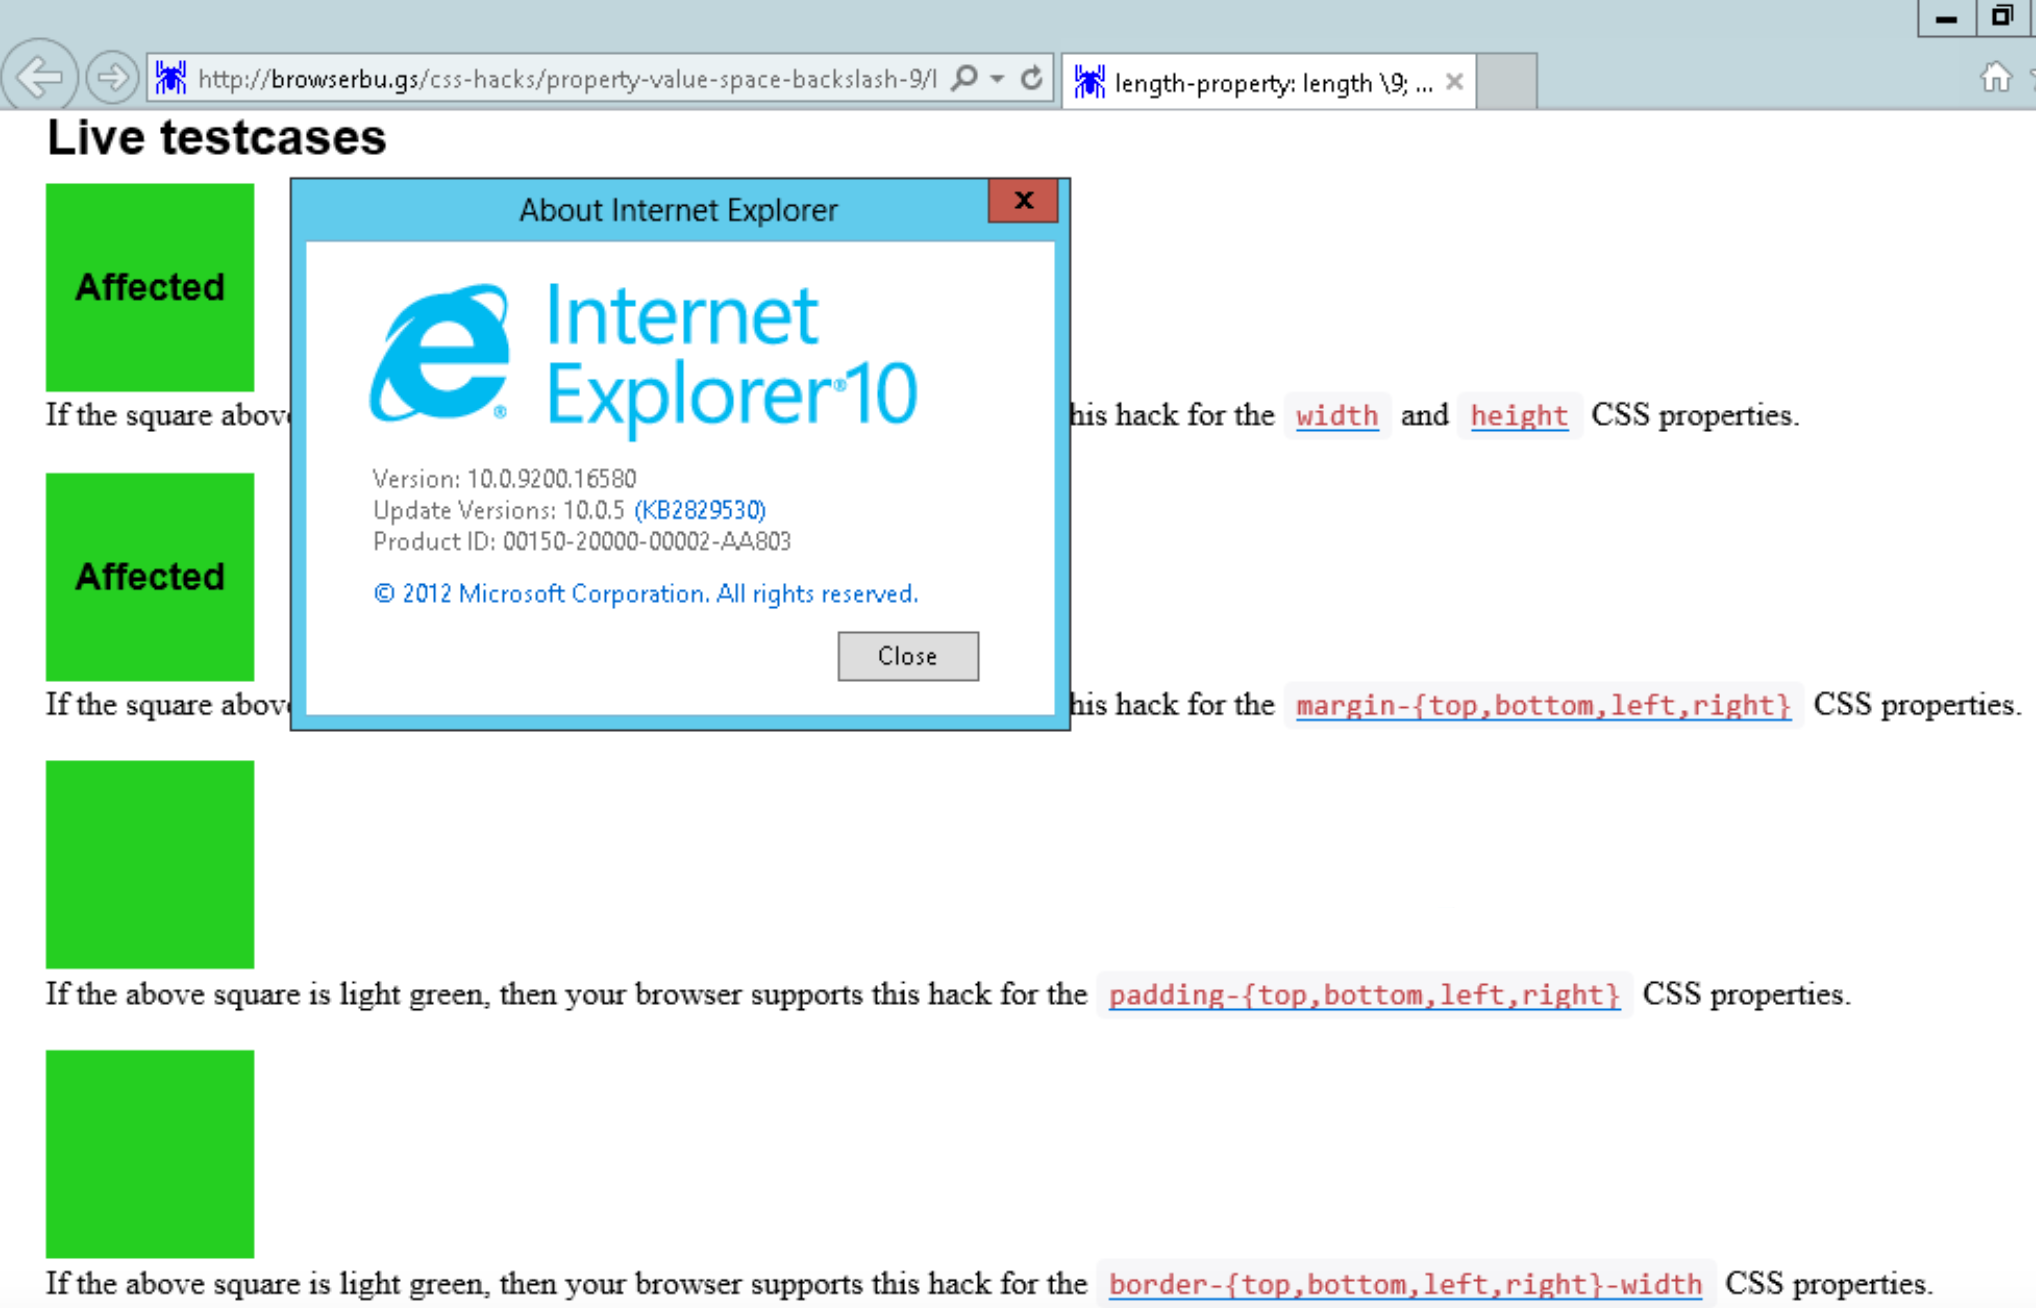 http://browserbu.gs/css-hacks/property-value-space-backslash-9/l
length-property: length \9; ...
Live testcases
Affected
About Internet Explorer
x
Internet
Explorer®10
Version: 10.0.9200.16580
Update Versions: 10.0.5 (KB2829530)
Product ID: 00150-20000-00002-AA803
© 2012 Microsoft Corporation. All rights reserved.
Close
If the square above his hack for the width and height CSS properties.
Affected
If the square above his hack for the margin-{top,bottom,left,right} CSS properties.
If the above square is light green, then your browser supports this hack for the padding-{top,bottom,left,right} CSS properties.
If the above square is light green, then your browser supports this hack for the border-{top,bottom,left,right}-width CSS properties.